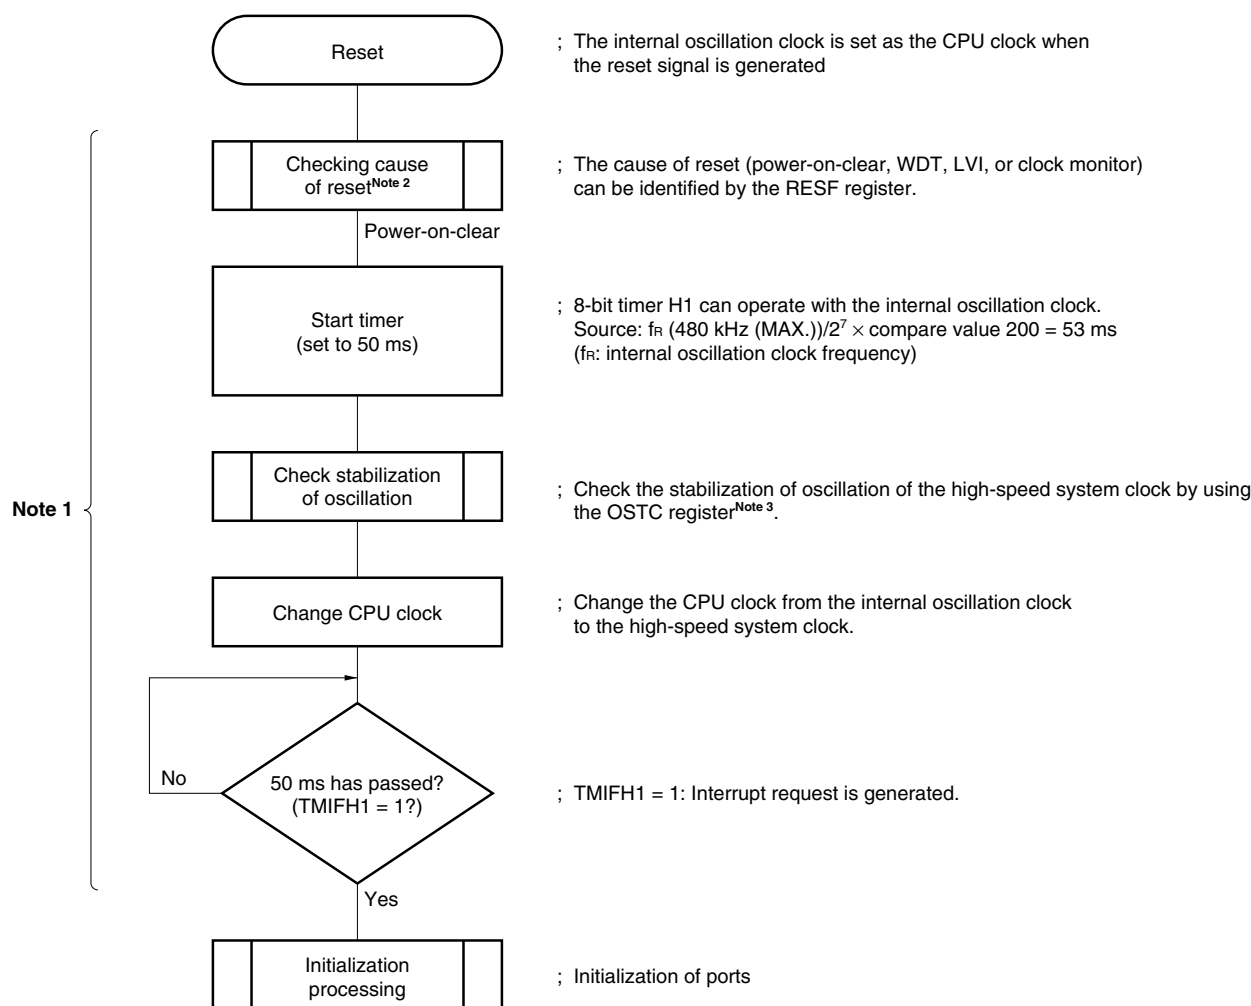 Reset
; The internal oscillation clock is set as the CPU clock when
the reset signal is generated
Checking cause
of reset^Note 2
; The cause of reset (power-on-clear, WDT, LVI, or clock monitor)
can be identified by the RESF register.
Power-on-clear
Start timer
(set to 50 ms)
; 8-bit timer H1 can operate with the internal oscillation clock.
Source: fR (480 kHz (MAX.))/2^7 × compare value 200 = 53 ms
(fR: internal oscillation clock frequency)
Note 1
Check stabilization
of oscillation
; Check the stabilization of oscillation of the high-speed system clock by using
the OSTC register^Note 3.
Change CPU clock
; Change the CPU clock from the internal oscillation clock
to the high-speed system clock.
No
50 ms has passed?
(TMIFH1 = 1?)
; TMIFH1 = 1: Interrupt request is generated.
Yes
Initialization
processing
; Initialization of ports